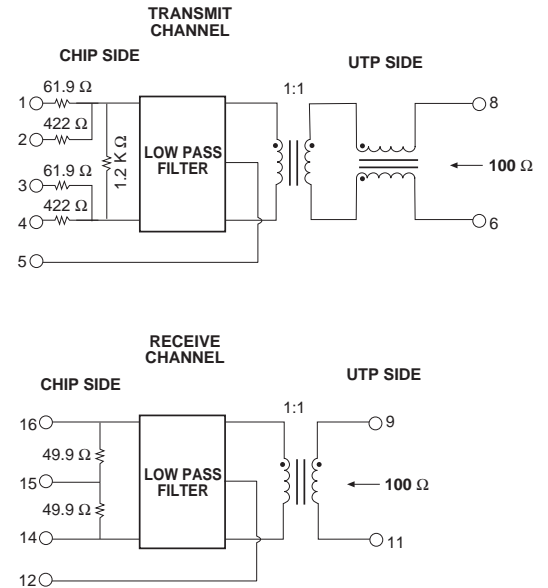 TRANSMIT
CHANNEL
CHIP SIDE
UTP SIDE
61.9 Ω
1:1
1
8
422 Ω
2
1.2 K Ω
LOW PASS
FILTER
61.9 Ω
3
100 Ω
422 Ω
4
6
5
RECEIVE
CHANNEL
CHIP SIDE
UTP SIDE
1:1
16
9
49.9 Ω
15
LOW PASS
FILTER
100 Ω
49.9 Ω
14
11
12